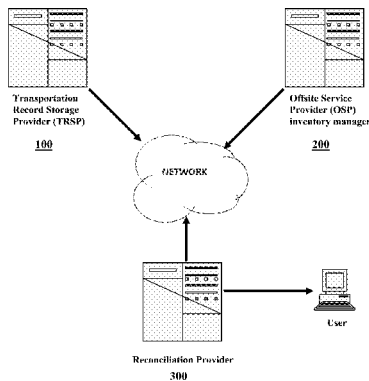 Transportation
Record Storage
Provider (TRSP)
100
Offsite Service
Provider (OSP)
inventory manager
200
NETWORK
User
Reconciliation Provider
300